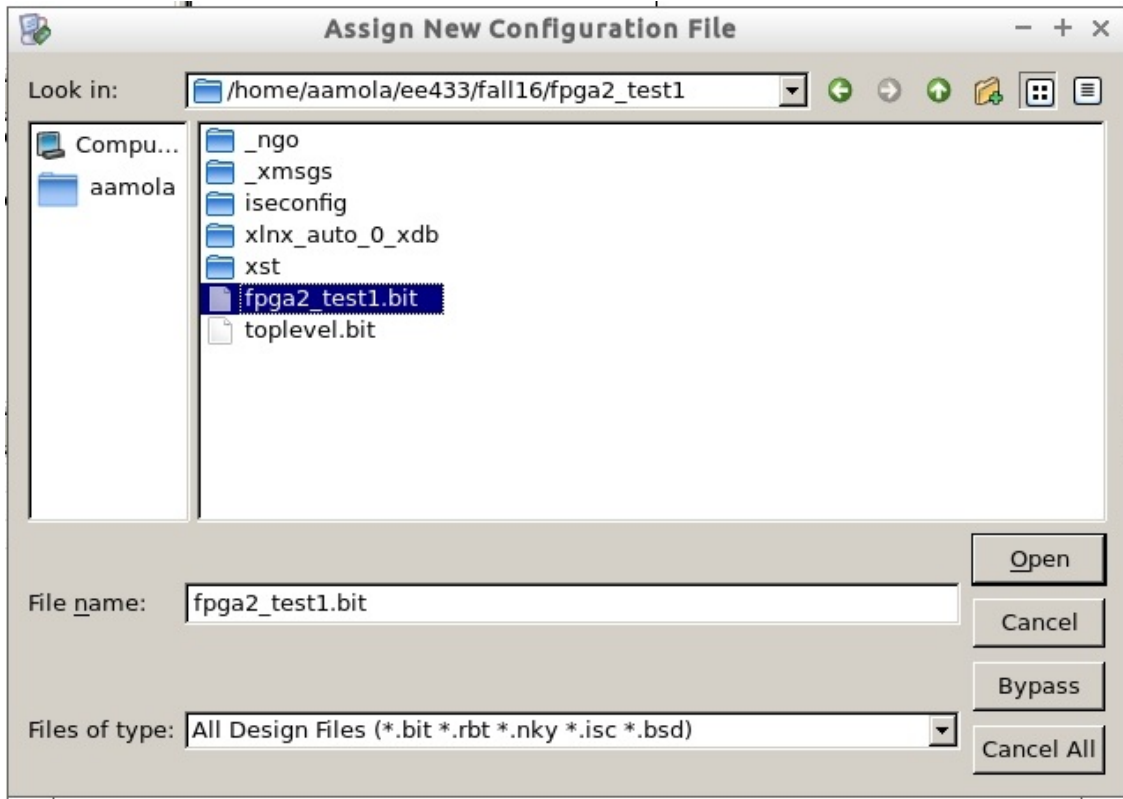 Assign New Configuration File
Look in: /home/aamola/ee433/fall16/fpga2_test1
Compu...
aamola
_ngo
_xmsgs
iseconfig
xlnx_auto_0_xdb
xst
fpga2_test1.bit
toplevel.bit
Open
File name: fpga2_test1.bit
Cancel
Bypass
Files of type: All Design Files (*.bit *.rbt *.nky *.isc *.bsd)
Cancel All